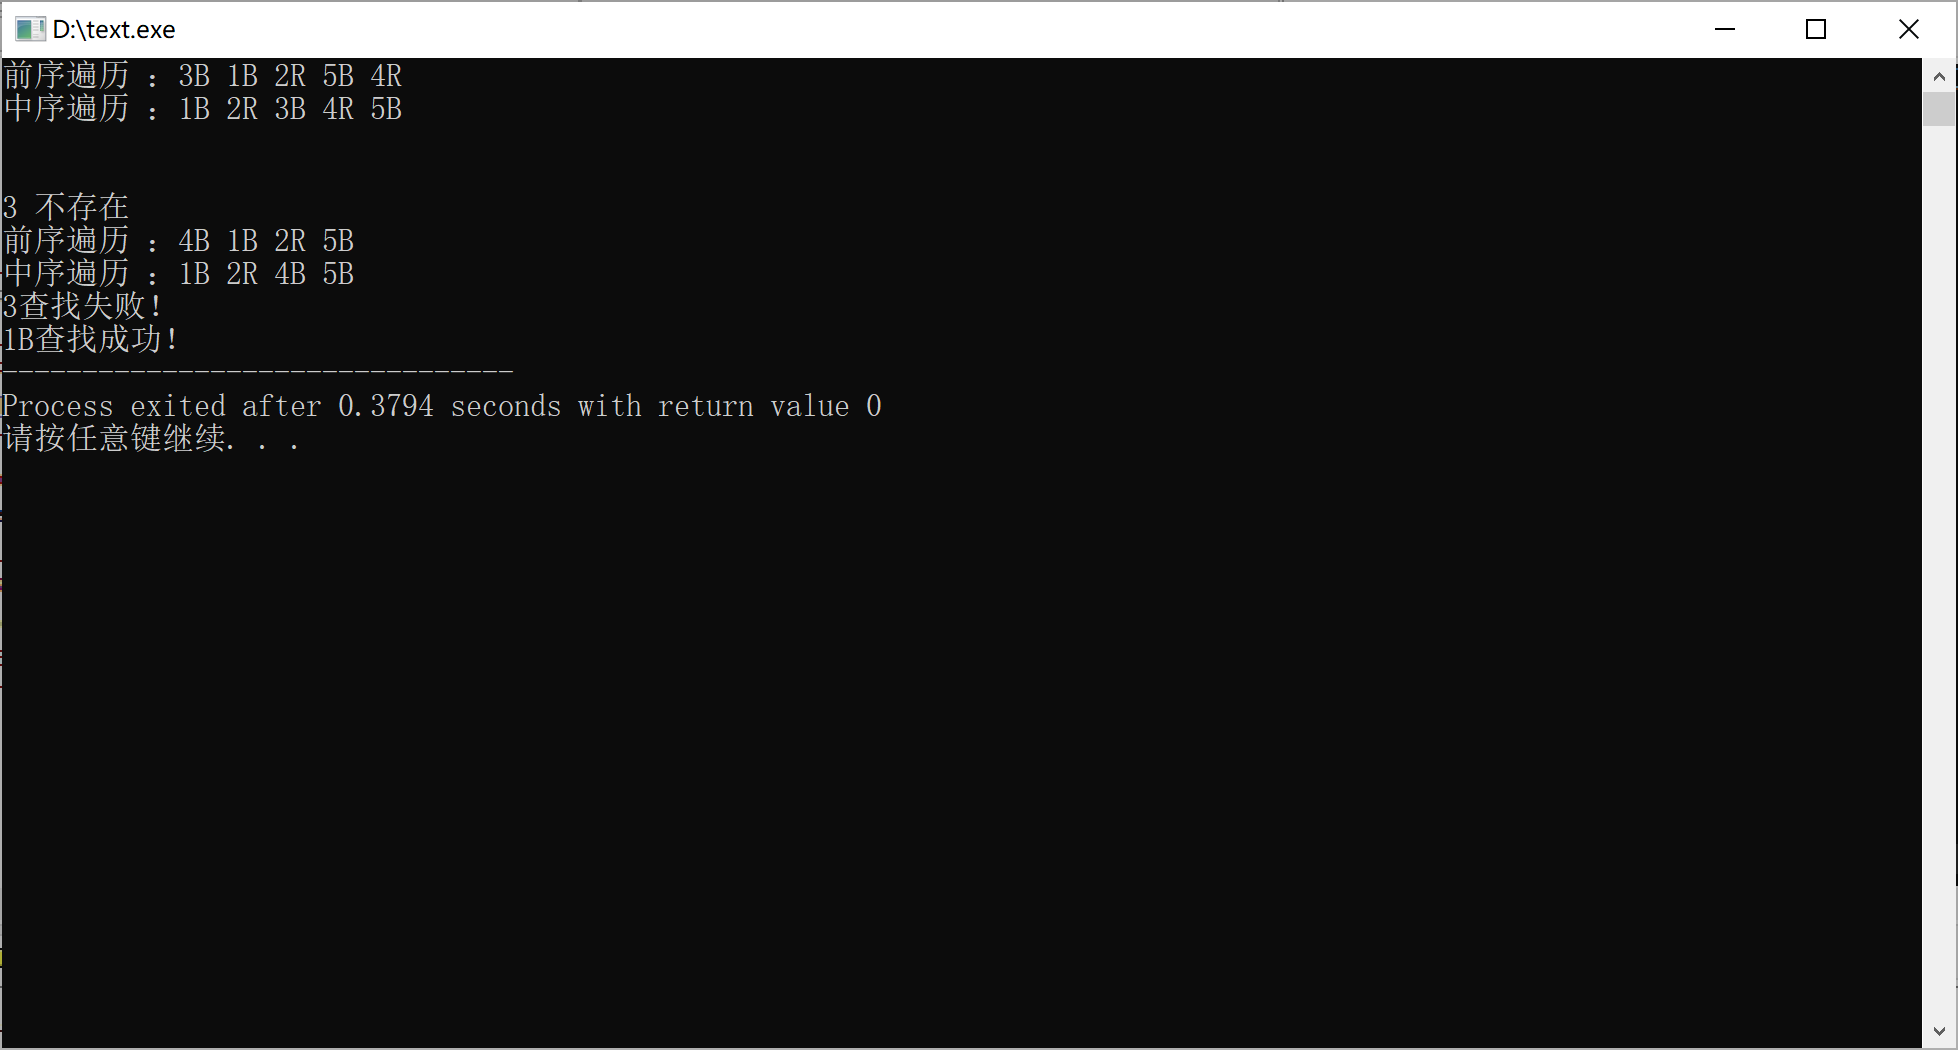 D:\text.exe
前序遍历 ：3B 1B 2R 5B 4R
中序遍历 ：1B 2R 3B 4R 5B
3 不存在
前序遍历 ：4B 1B 2R 5B
中序遍历 ：1B 2R 4B 5B
3查找失败！
1B查找成功！
--------------------------------
Process exited after 0.3794 seconds with return value 0
请按任意键继续. . .